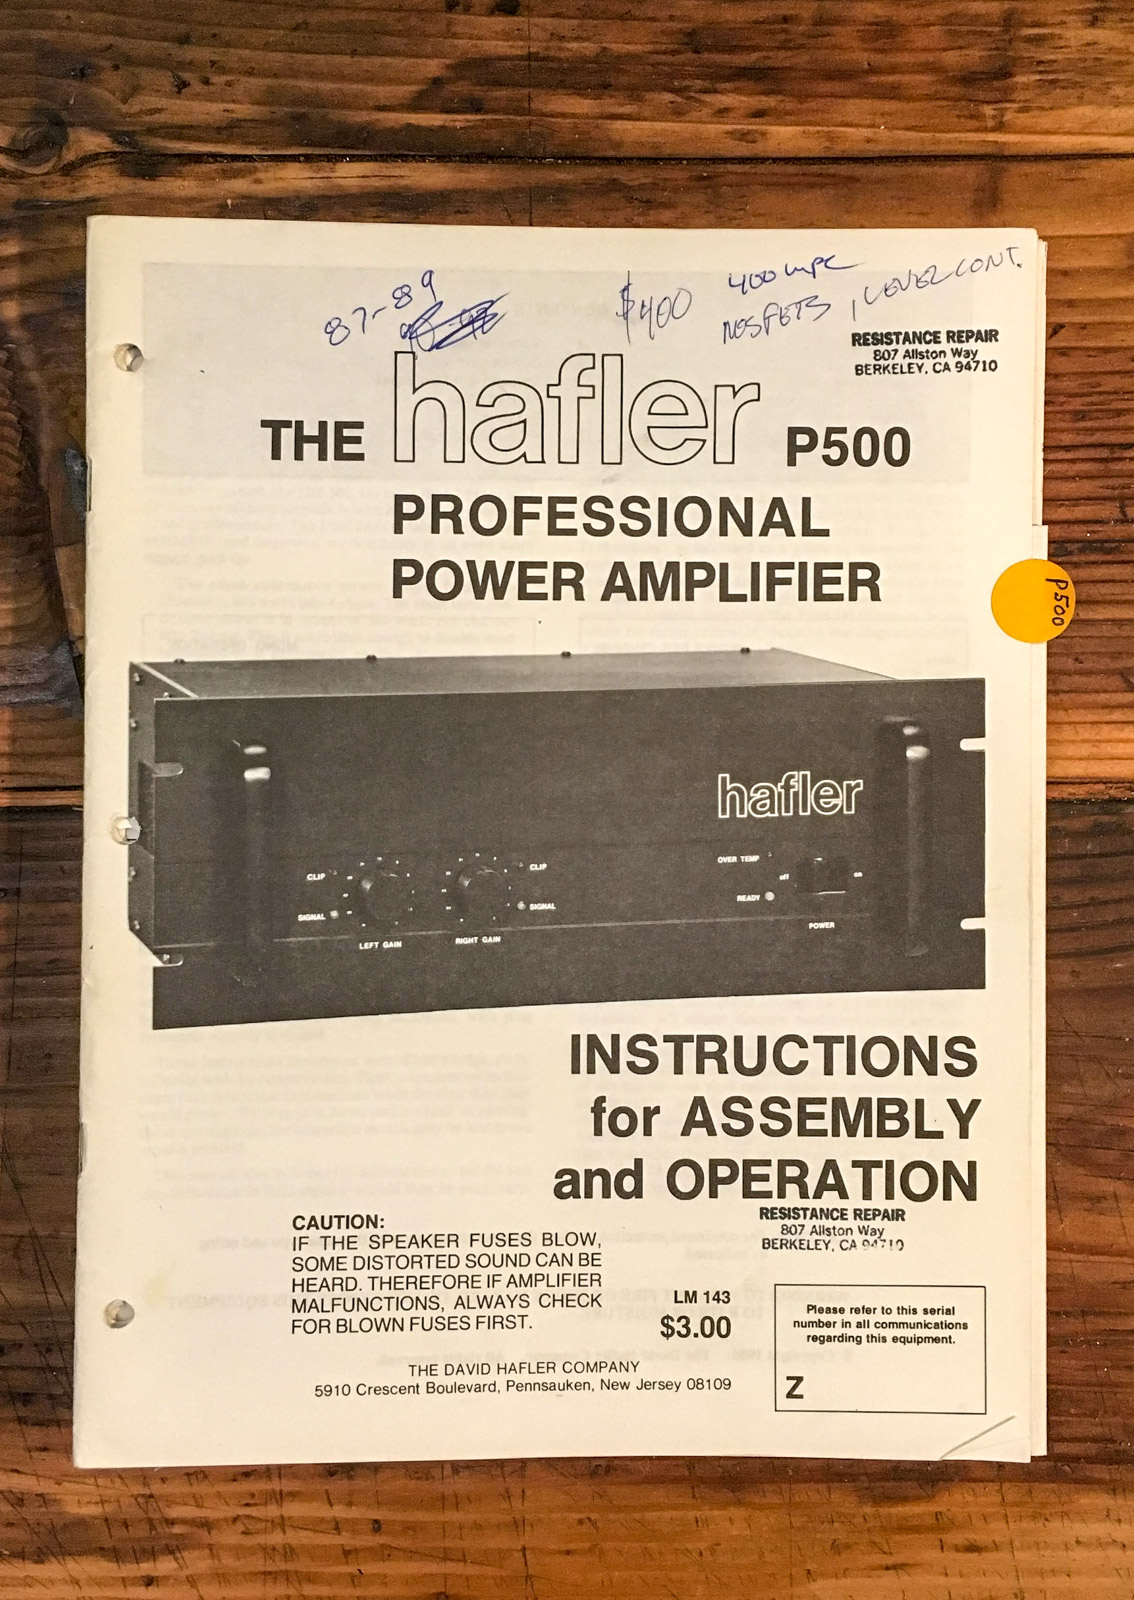 87-89
$400
400 wpc
MOSFETS, LEVEL CONT.
RESISTANCE REPAIR
807 Allston Way
BERKELEY, CA 94710
THE hafler P500
PROFESSIONAL
POWER AMPLIFIER
P500
hafler
CLIP
CLIP
SIGNAL
SIGNAL
LEFT GAIN
RIGHT GAIN
OVER TEMP
off
on
READY
POWER
INSTRUCTIONS
for ASSEMBLY
and OPERATION
RESISTANCE REPAIR
807 Allston Way
BERKELEY, CA 94710
CAUTION:
IF THE SPEAKER FUSES BLOW,
SOME DISTORTED SOUND CAN BE
HEARD. THEREFORE IF AMPLIFIER
MALFUNCTIONS, ALWAYS CHECK
FOR BLOWN FUSES FIRST.
LM 143
$3.00
Please refer to this serial
number in all communications
regarding this equipment.
Z
THE DAVID HAFLER COMPANY
5910 Crescent Boulevard, Pennsauken, New Jersey 08109